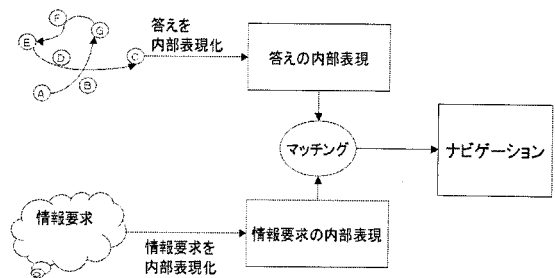 F
G
E
D
C
A
B
答えを
内部表現化
答えの内部表現
マッチング
ナビゲーション
情報要求
情報要求を
内部表現化
情報要求の内部表現